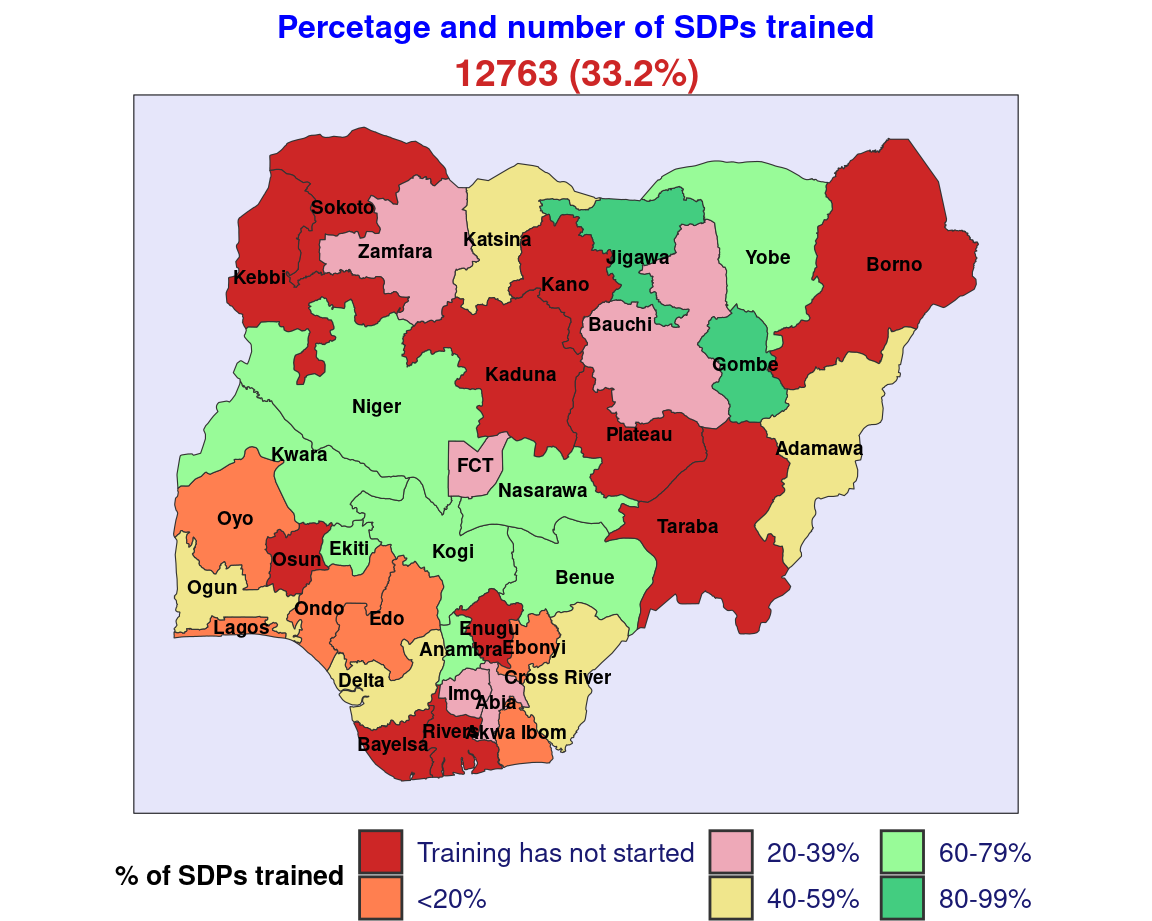 Percetage and number of SDPs trained
12763 (33.2%)
Sokoto
Zamfara
Katsina
Kebbi
Kano
Jigawa
Yobe
Borno
Bauchi
Kaduna
Gombe
Niger
Plateau
Adamawa
Kwara
FCT
Nasarawa
Oyo
Taraba
Osun
Ekiti
Kogi
Benue
Ogun
Ondo
Edo
Lagos
Enugu
Anambra
Ebonyi
Delta
Cross River
Imo
Abia
Bayelsa
Rivers
Akwa Ibom
% of SDPs trained
Training has not started
<20%
20-39%
40-59%
60-79%
80-99%